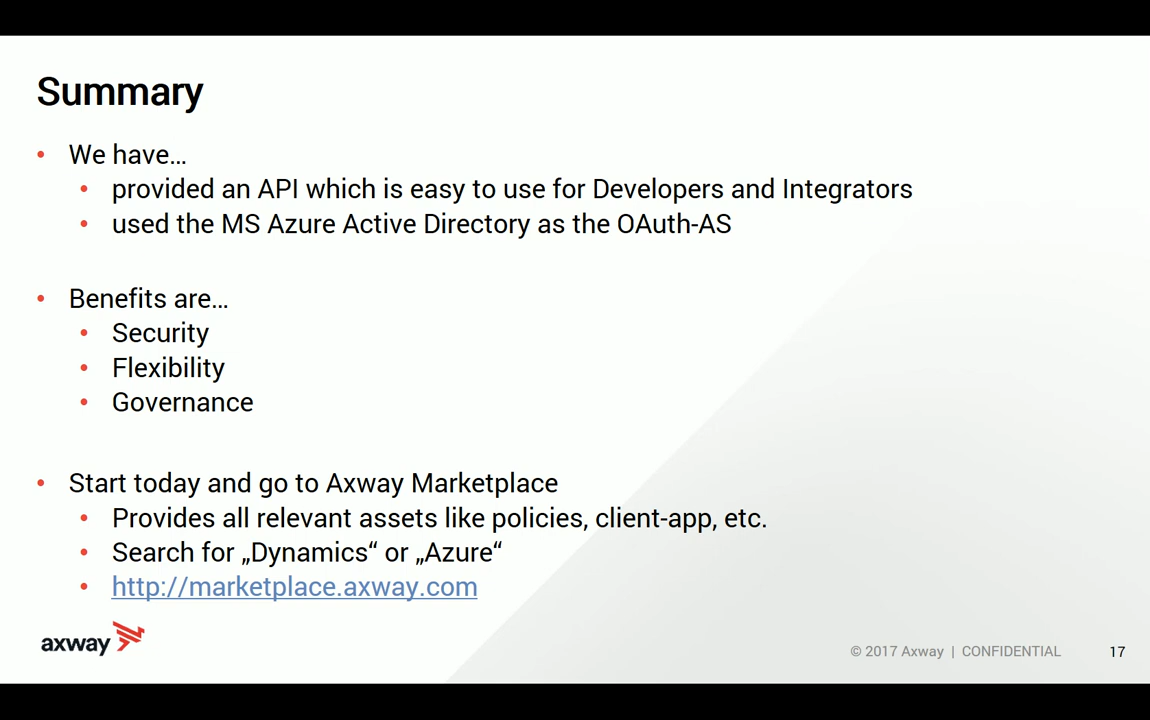 Summary
• We have…
• provided an API which is easy to use for Developers and Integrators
• used the MS Azure Active Directory as the OAuth-AS
• Benefits are…
• Security
• Flexibility
• Governance
• Start today and go to Axway Marketplace
• Provides all relevant assets like policies, client-app, etc.
• Search for „Dynamics“ or „Azure“
• http://marketplace.axway.com
axway
© 2017 Axway | CONFIDENTIAL 17